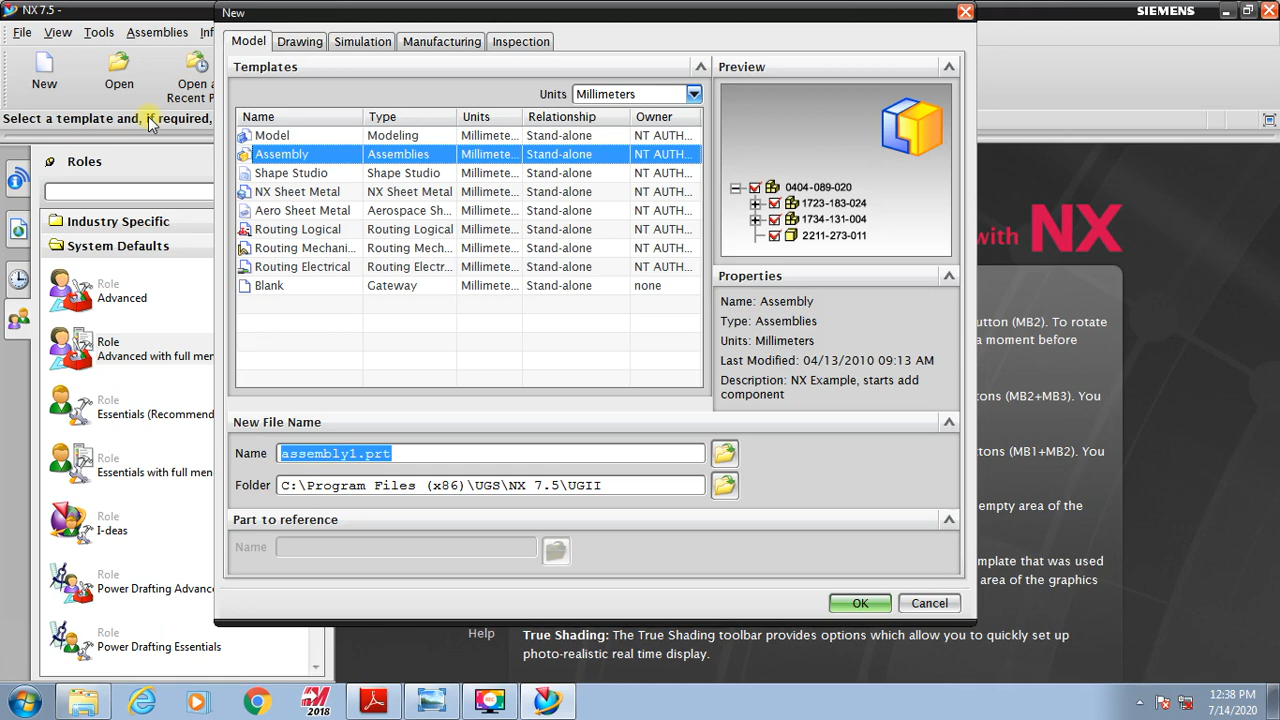 NX 7.5 -
New
SIEMENS
File View Tools Assemblies
New Open Open a
Recent P
Select a template and, if required,
Roles
Industry Specific
System Defaults
Role
Advanced
Role
Advanced with full men
Role
Essentials (Recommend
Role
Essentials with full men
Role
I-deas
Role
Power Drafting Advanc
Role
Power Drafting Essentials
Model Drawing Simulation Manufacturing Inspection
Templates
Units Millimeters
Name Type Units Relationship Owner
Model Modeling Millimete... Stand-alone NT AUTH...
Assembly Assemblies Millimete... Stand-alone NT AUTH...
Shape Studio Shape Studio Millimete... Stand-alone NT AUTH...
NX Sheet Metal NX Sheet Metal Millimete... Stand-alone NT AUTH...
Aero Sheet Metal Aerospace Sh... Millimete... Stand-alone NT AUTH...
Routing Logical Routing Logical Millimete... Stand-alone NT AUTH...
Routing Mechani... Routing Mech... Millimete... Stand-alone NT AUTH...
Routing Electrical Routing Electr... Millimete... Stand-alone NT AUTH...
Blank Gateway Millimete... Stand-alone none
Preview
0404-089-020
1723-183-024
1734-131-004
2211-273-011
Properties
Name: Assembly
Type: Assemblies
Units: Millimeters
Last Modified: 04/13/2010 09:13 AM
Description: NX Example, starts add
component
New File Name
Name assembly1.prt
Folder C:\Program Files (x86)\UGS\NX 7.5\UGII
Part to reference
Name
OK Cancel
with NX
utton (MB2). To rotate
a moment before
tons (MB2+MB3). You
ttons (MB1+MB2). You
empty area of the
mplate that was used
area of the graphics
Help
True Shading: The True Shading toolbar provides options which allow you to quickly set up
photo-realistic real time display.
2018
REC
12:38 PM
7/14/2020